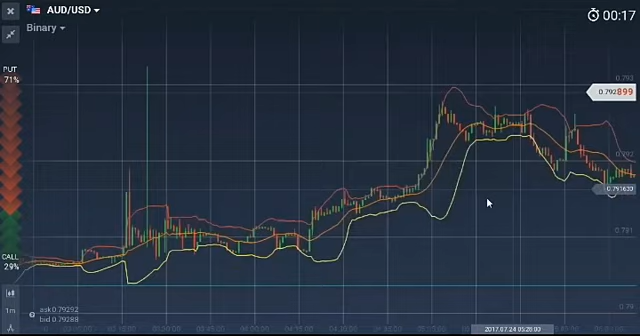 AUD/USD
00:17
Binary
PUT
71%
0.793
0.792899
0.792
0.791633
0.791
CALL
29%
0.79
1m
ask 0.79292
bid 0.79288
2017.07.24 05:28:00